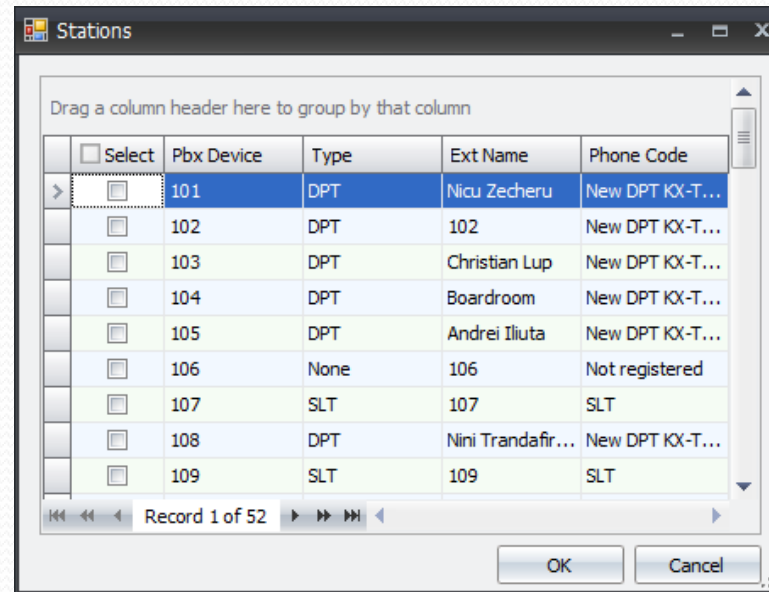 Stations
Drag a column header here to group by that column
Select Pbx Device Type Ext Name Phone Code
101 DPT Nicu Zecheru New DPT KX-T...
102 DPT 102 New DPT KX-T...
103 DPT Christian Lup New DPT KX-T...
104 DPT Boardroom New DPT KX-T...
105 DPT Andrei Iliuta New DPT KX-T...
106 None 106 Not registered
107 SLT 107 SLT
108 DPT Nini Trandafir... New DPT KX-T...
109 SLT 109 SLT
Record 1 of 52
OK Cancel